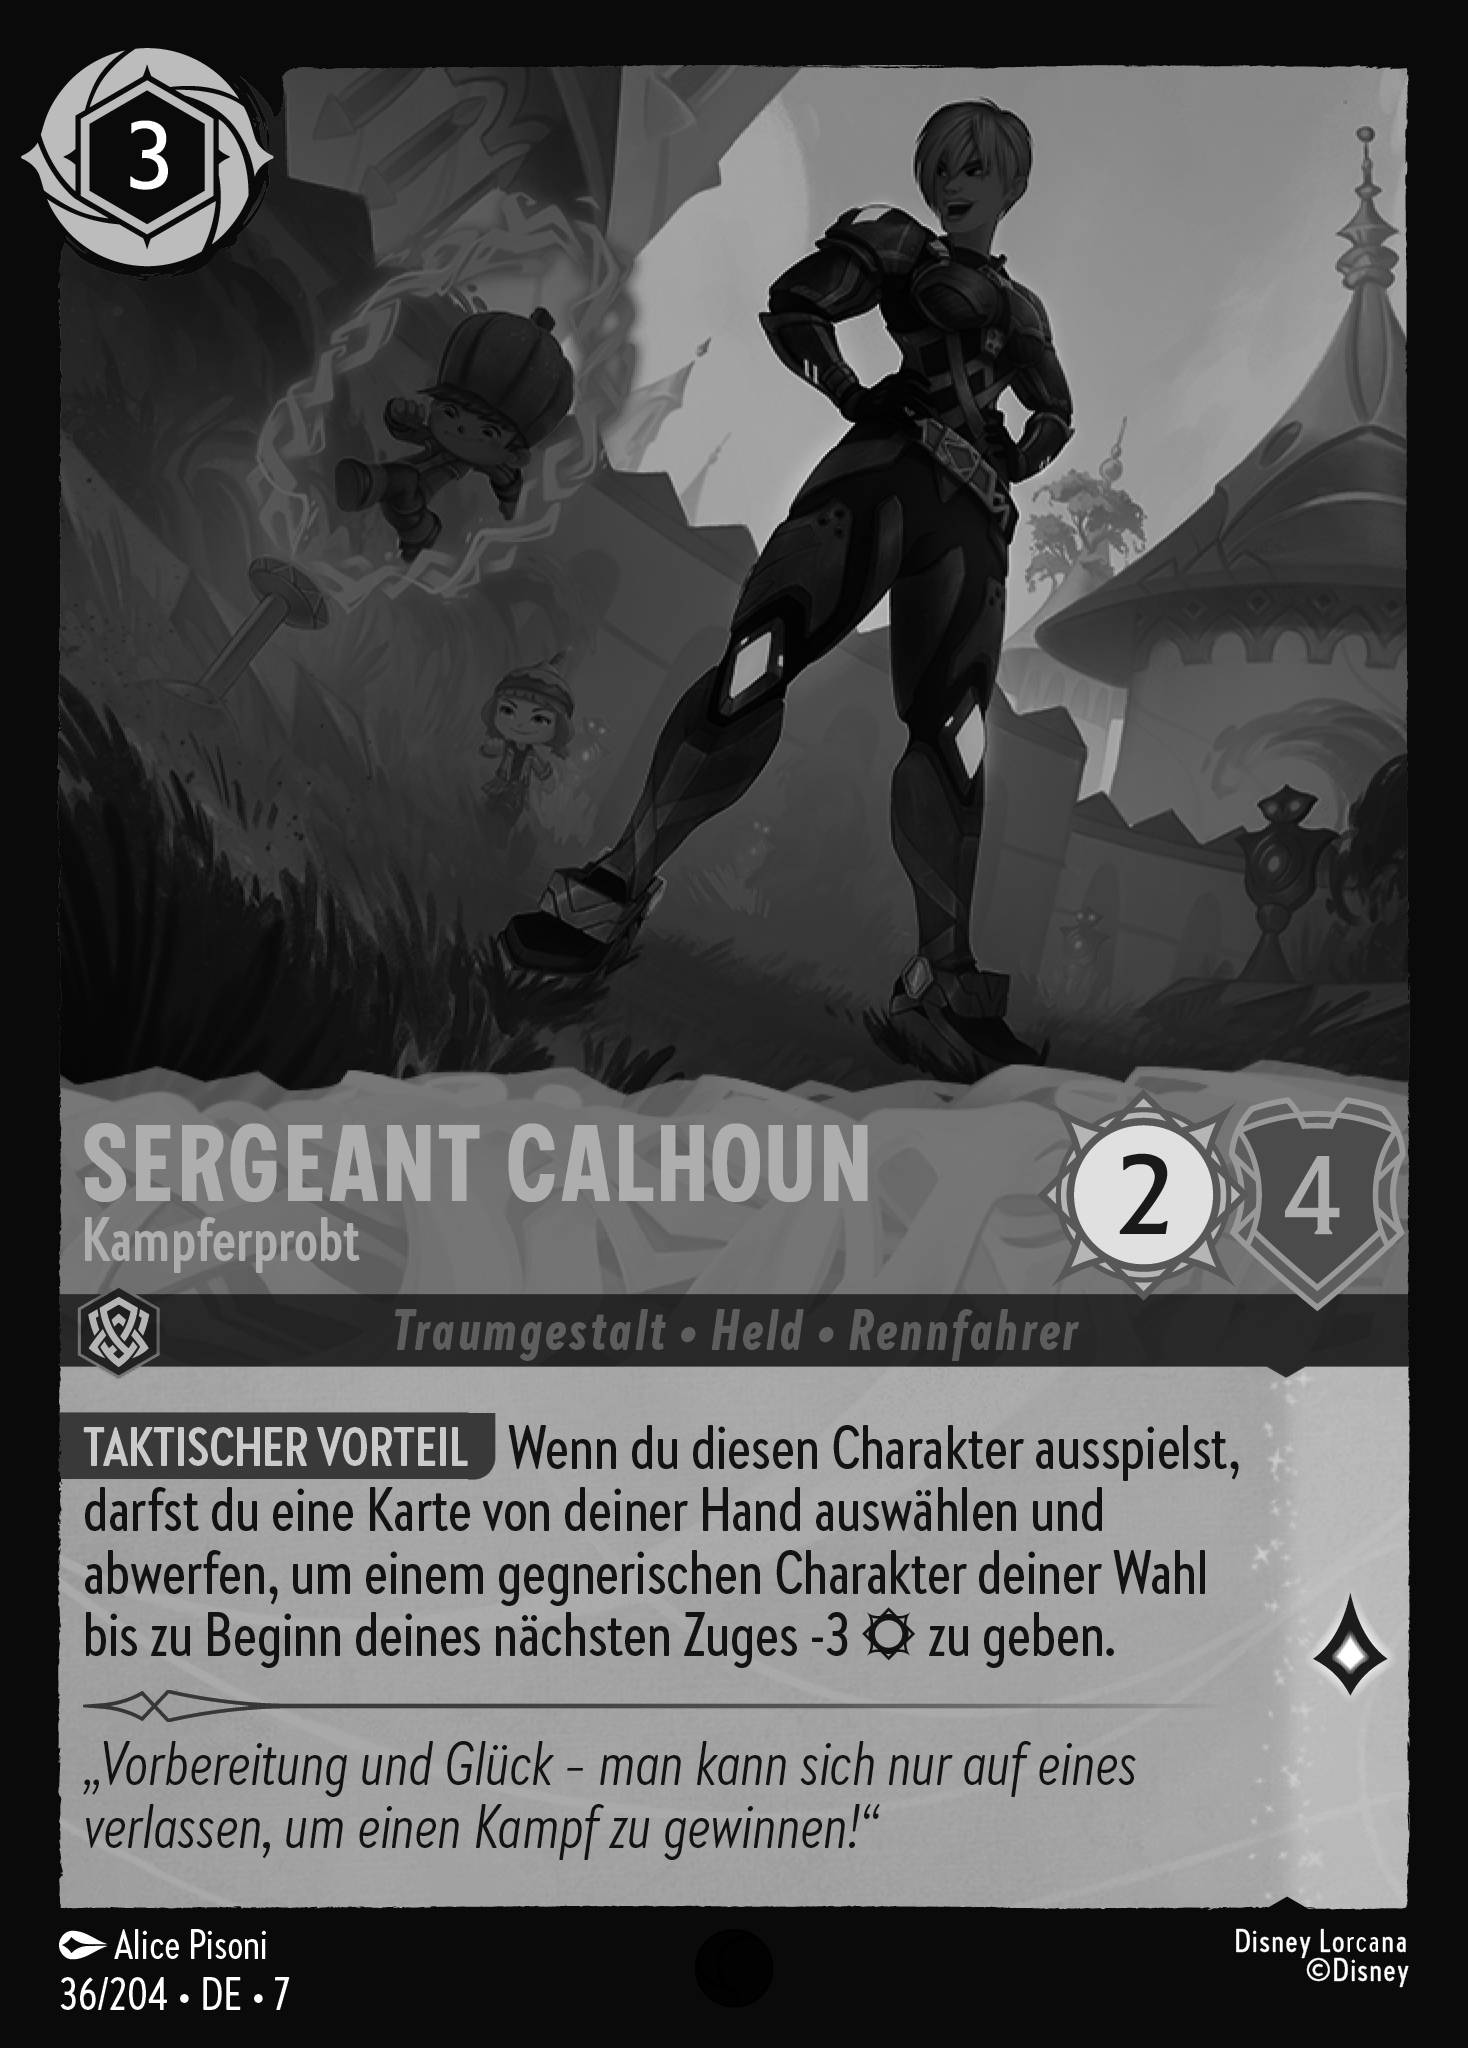 3
SERGEANT CALHOUN
Kampferprobt
2
4
Traumgestalt • Held • Rennfahrer
TAKTISCHER VORTEIL Wenn du diesen Charakter ausspielst,
darfst du eine Karte von deiner Hand auswählen und
abwerfen, um einem gegnerischen Charakter deiner Wahl
bis zu Beginn deines nächsten Zuges -3 zu geben.
„Vorbereitung und Glück – man kann sich nur auf eines
verlassen, um einen Kampf zu gewinnen!“
Alice Pisoni
36/204 • DE • 7
Disney Lorcana
©Disney